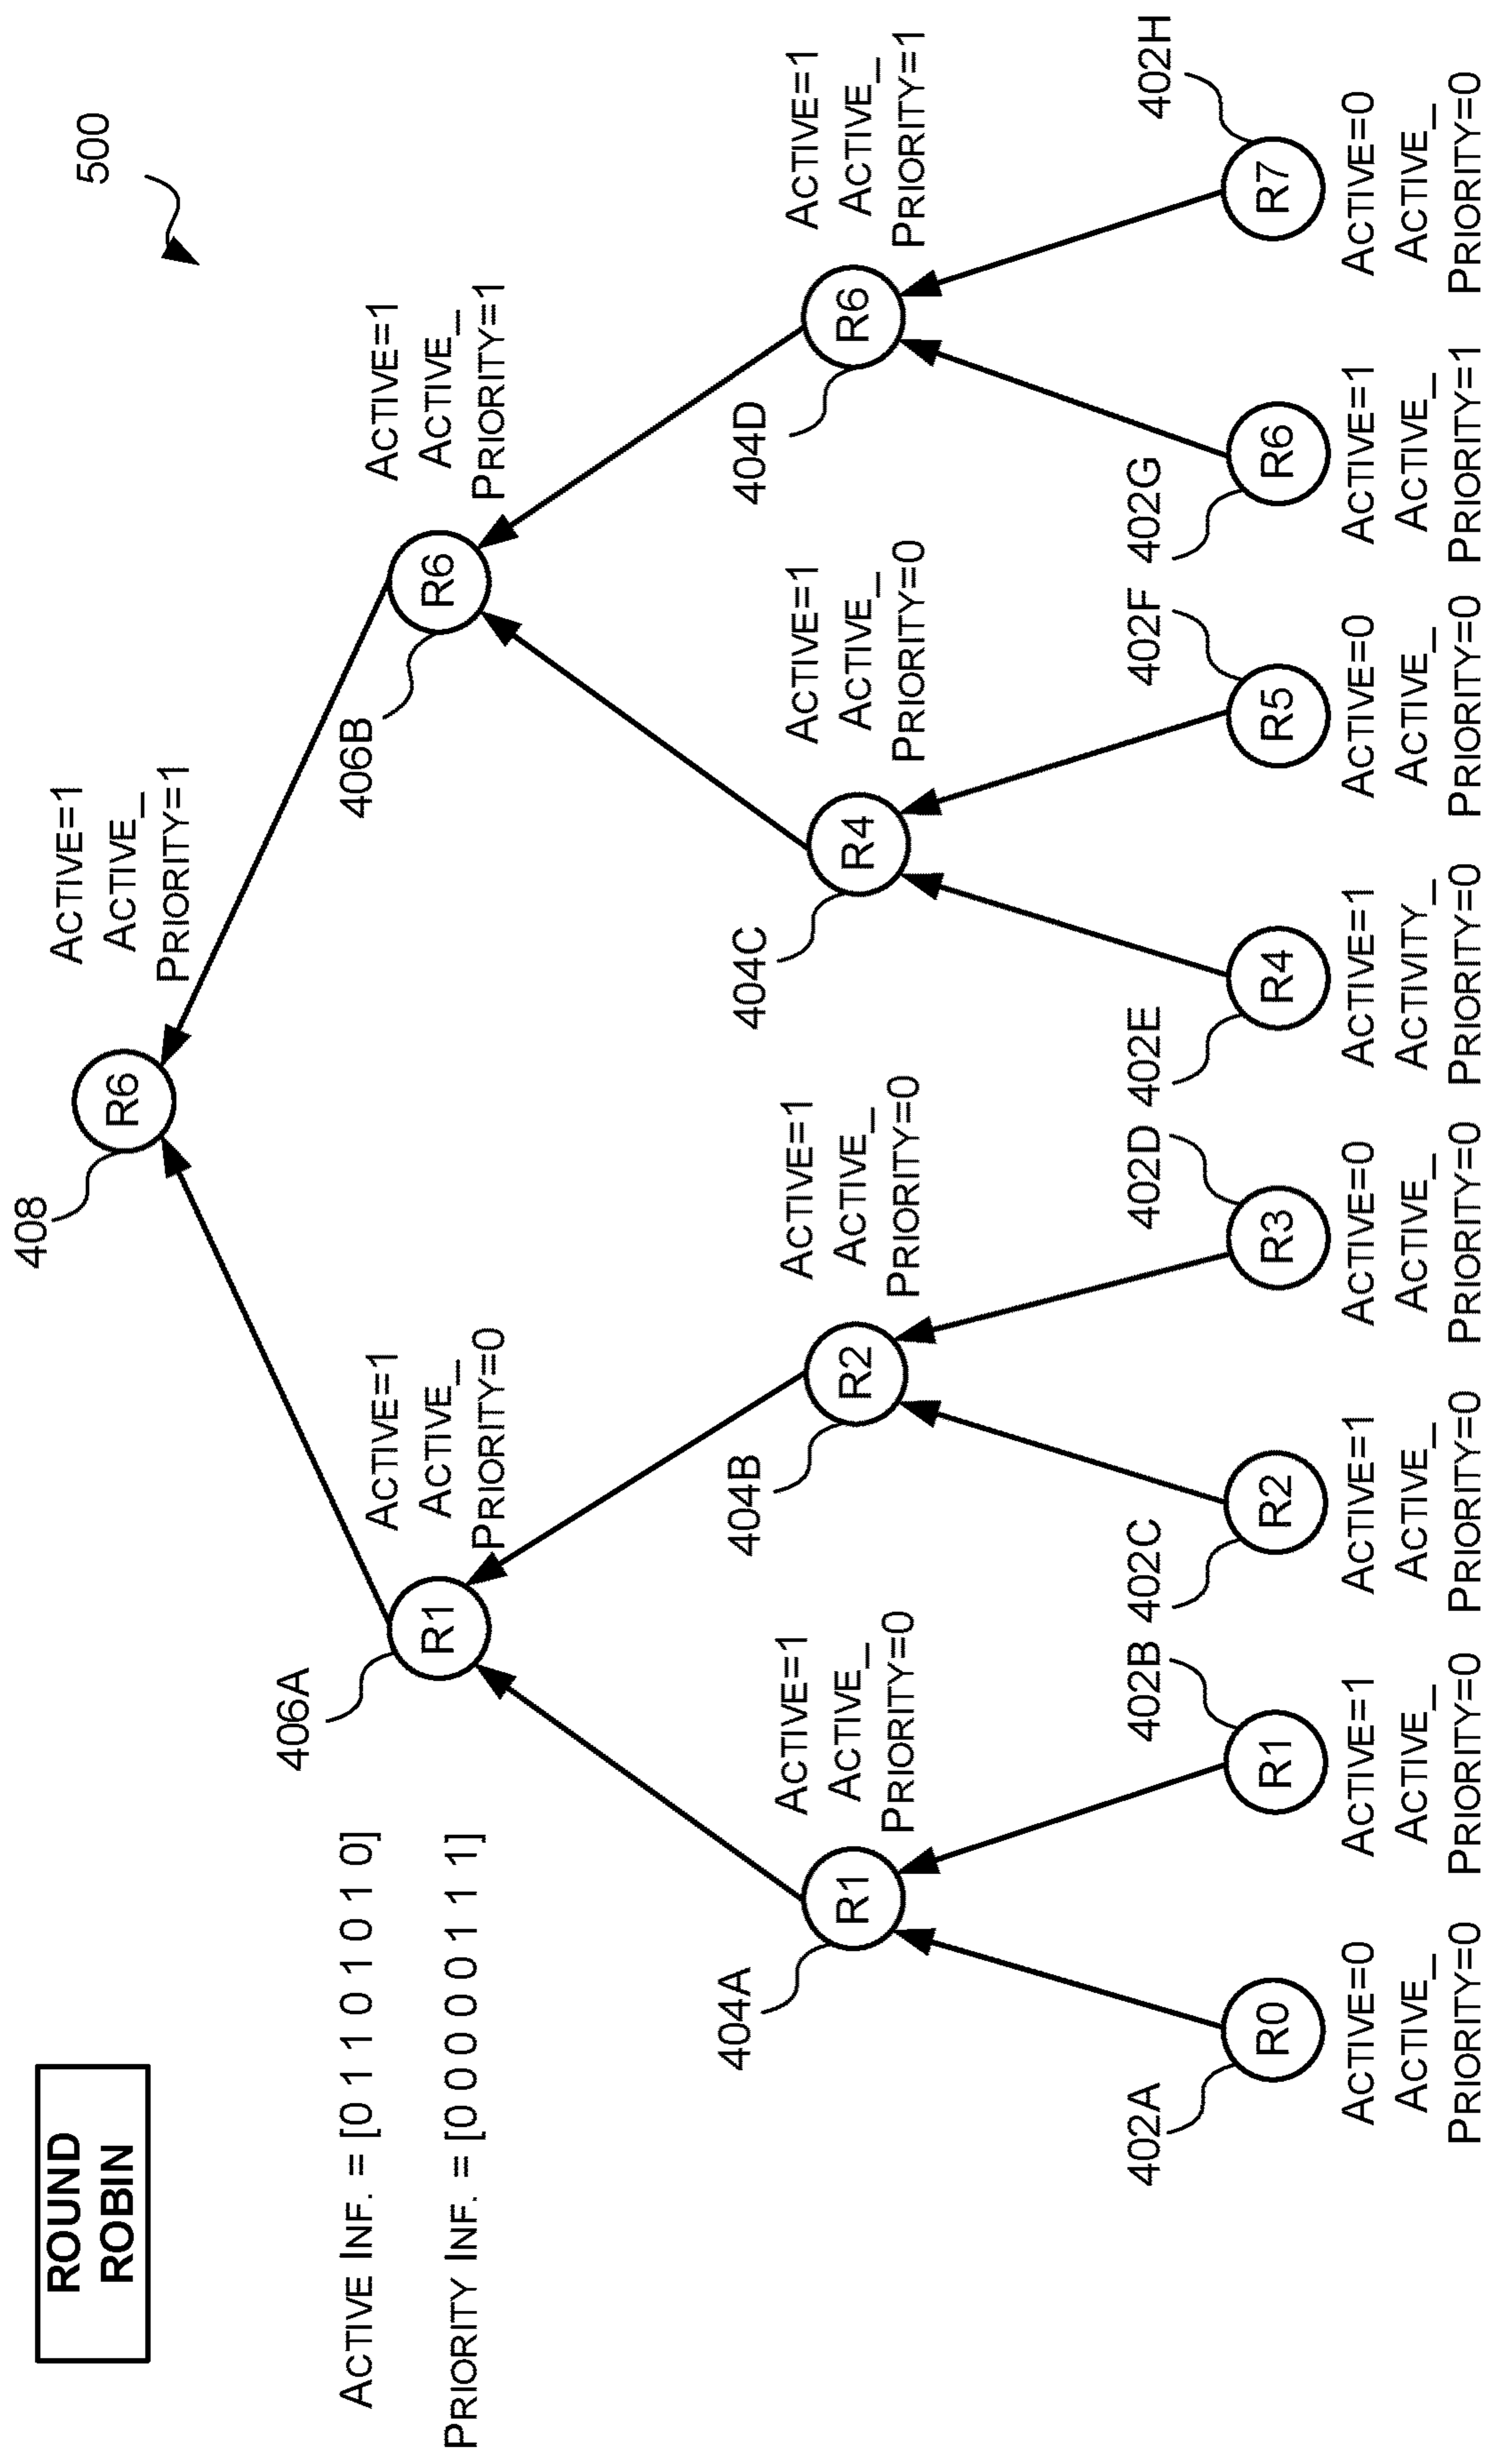 ROUND
ROBIN
500
ACTIVE INF. = [0 1 1 0 1 0 1 0]
PRIORITY INF. = [0 0 0 0 0 1 1 1]
408
R6
ACTIVE=1
ACTIVE_
PRIORITY=1
406A
R1
ACTIVE=1
ACTIVE_
PRIORITY=0
406B
R6
ACTIVE=1
ACTIVE_
PRIORITY=1
404A
R1
ACTIVE=1
ACTIVE_
PRIORITY=0
404B
R2
ACTIVE=1
ACTIVE_
PRIORITY=0
404C
R4
ACTIVE=1
ACTIVE_
PRIORITY=0
404D
R6
ACTIVE=1
ACTIVE_
PRIORITY=1
402A
R0
ACTIVE=0
ACTIVE_
PRIORITY=0
402B
R1
ACTIVE=1
ACTIVE_
PRIORITY=0
402C
R2
ACTIVE=1
ACTIVE_
PRIORITY=0
402D
R3
ACTIVE=0
ACTIVE_
PRIORITY=0
402E
R4
ACTIVE=1
ACTIVITY_
PRIORITY=0
402F
R5
ACTIVE=0
ACTIVE_
PRIORITY=0
402G
R6
ACTIVE=1
ACTIVE_
PRIORITY=1
402H
R7
ACTIVE=0
ACTIVE_
PRIORITY=0